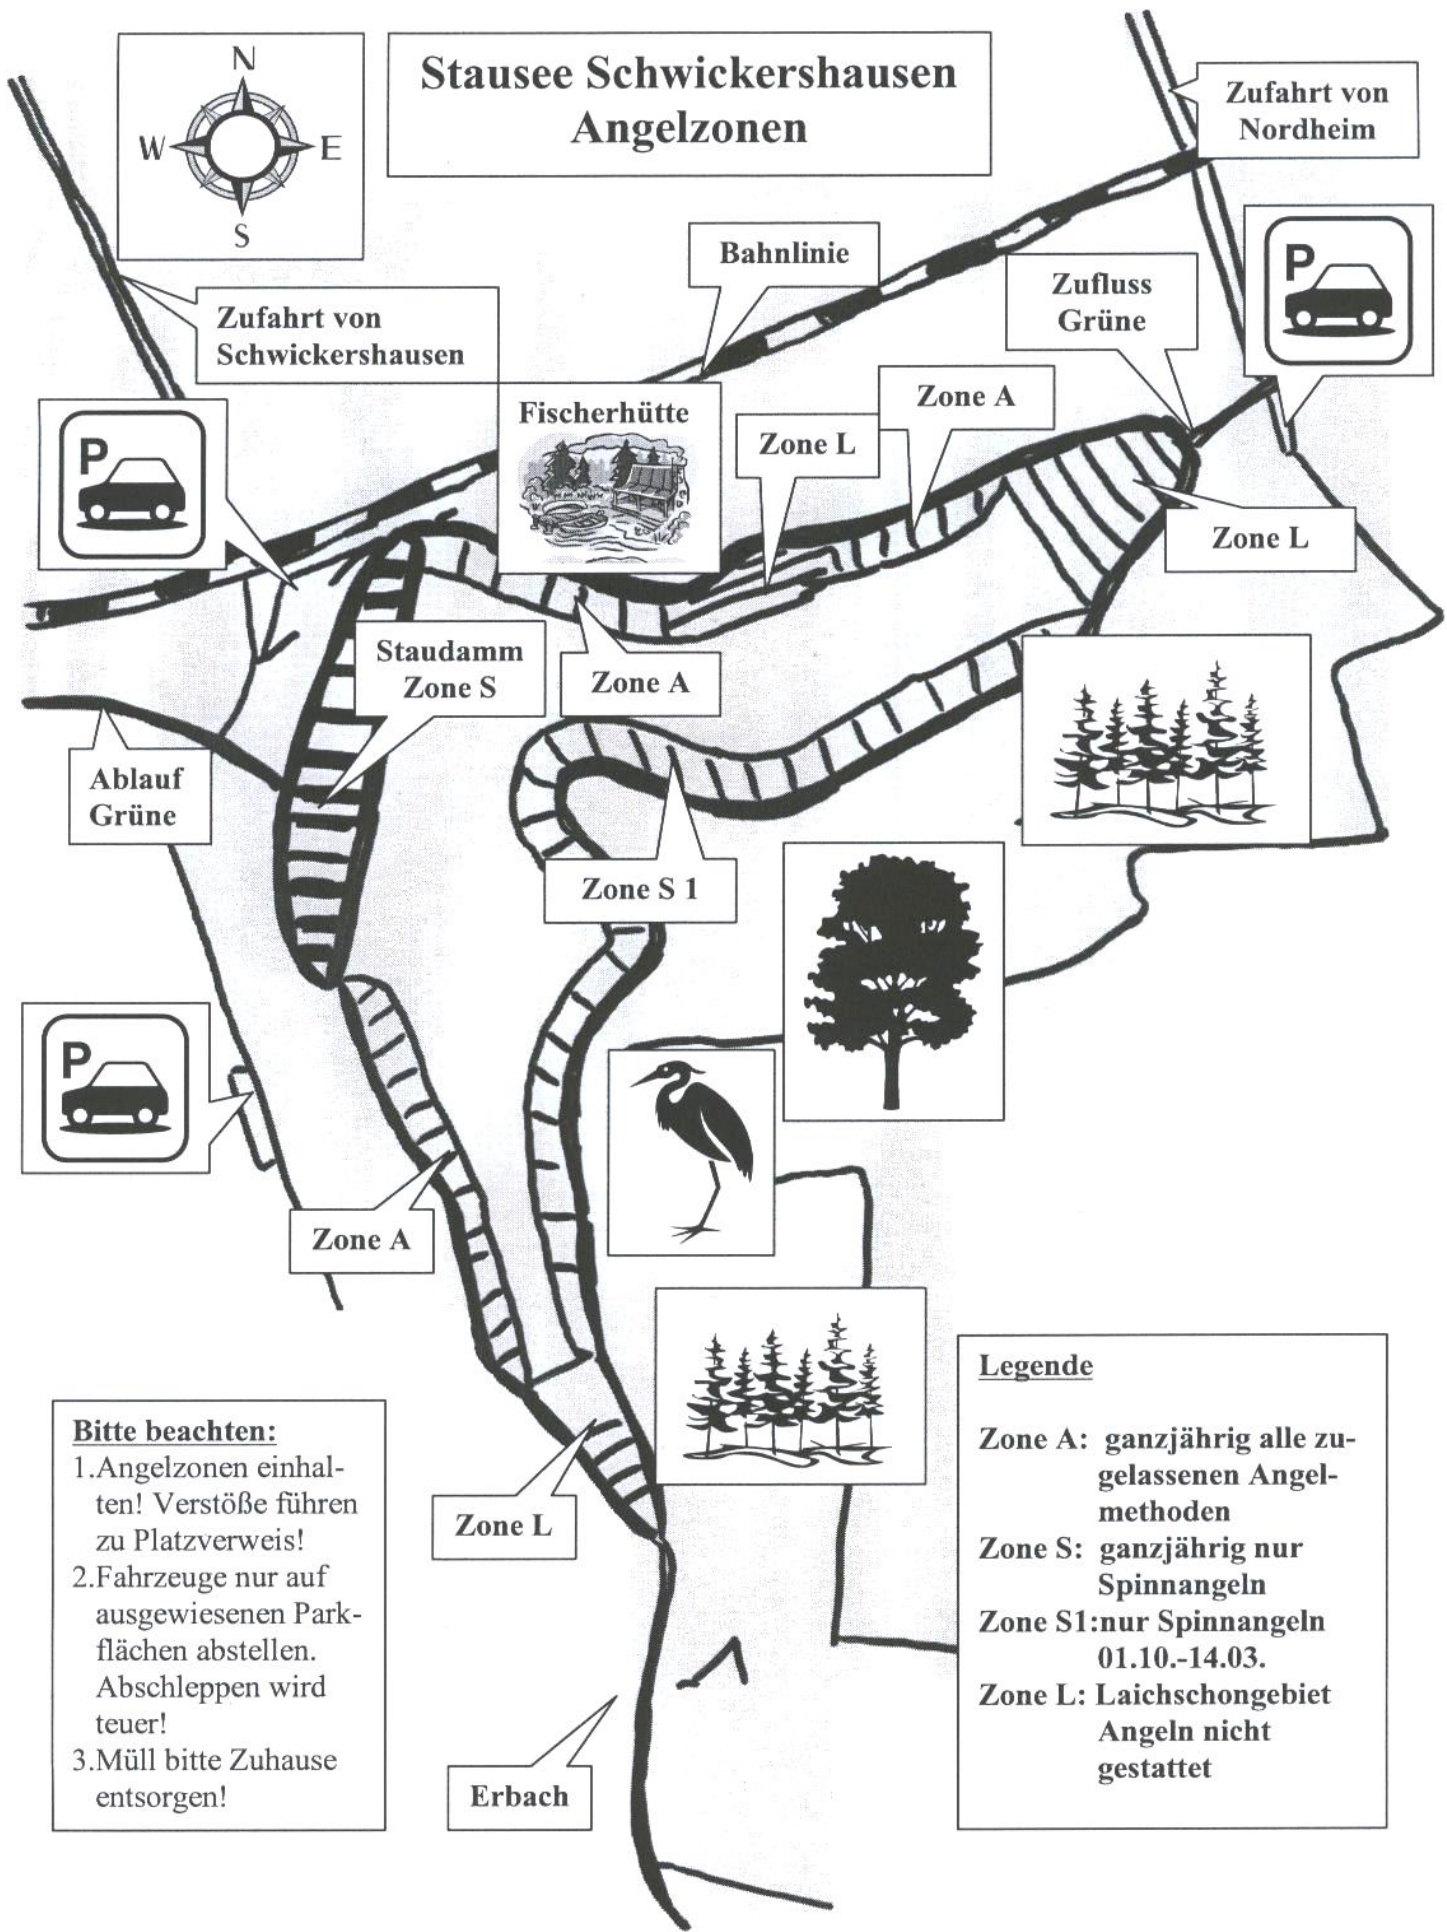 N
W
E
S
Stausee Schwickershausen
Angelzonen
Zufahrt von
Nordheim
Bahnlinie
Zufluss
Grüne
P
Zufahrt von
Schwickershausen
Fischerhütte
Zone A
Zone L
P
Zone L
Staudamm
Zone S
Zone A
Ablauf
Grüne
Zone S 1
P
Zone A
Zone L
Erbach
Bitte beachten:
1.Angelzonen einhal-
ten! Verstöße führen
zu Platzverweis!
2.Fahrzeuge nur auf
ausgewiesenen Park-
flächen abstellen.
Abschleppen wird
teuer!
3.Müll bitte Zuhause
entsorgen!
Legende
Zone A: ganzjährig alle zu-
gelassenen Angel-
methoden
Zone S: ganzjährig nur
Spinnangeln
Zone S1:nur Spinnangeln
01.10.-14.03.
Zone L: Laichschongebiet
Angeln nicht
gestattet